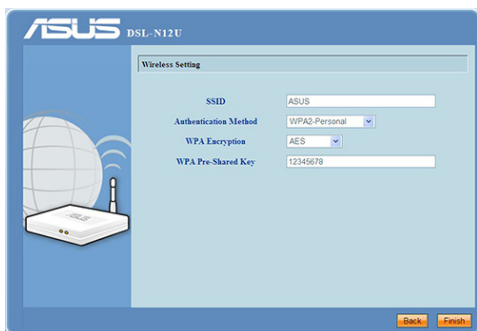 ASUS DSL-N12U
Wireless Setting
SSID ASUS
Authentication Method WPA2-Personal
WPA Encryption AES
WPA Pre-Shared Key 12345678
ASUS
Back Finish